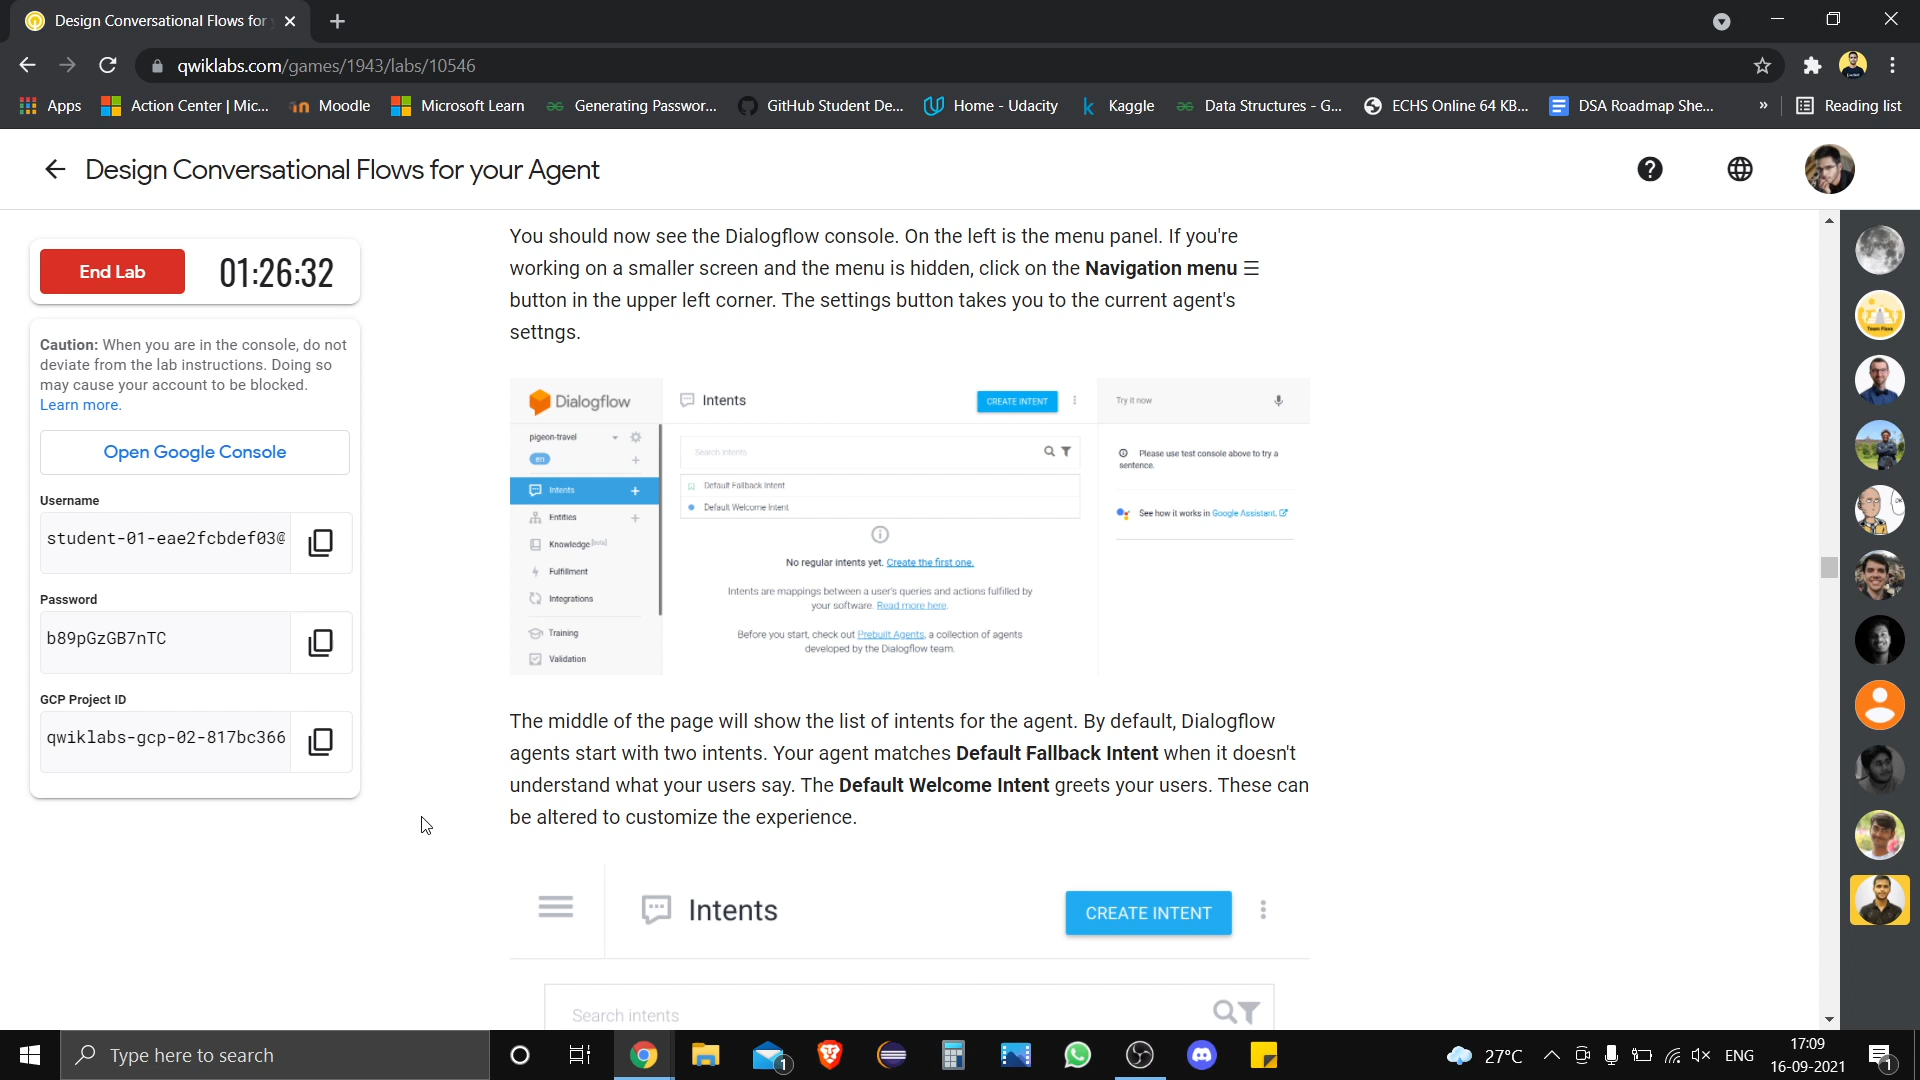 Design Conversational Flows for
qwiklabs.com/games/1943/labs/10546
Apps
Action Center | Mic...
Moodle
Microsoft Learn
Generating Passwor...
GitHub Student De...
Home - Udacity
Kaggle
Data Structures - G...
ECHS Online 64 KB...
DSA Roadmap She...
»
Reading list
Design Conversational Flows for your Agent
End Lab
01:26:32
Caution: When you are in the console, do not
deviate from the lab instructions. Doing so
may cause your account to be blocked.
Learn more.
Open Google Console
Username
student-01-eae2fcbdef03@
Password
b89pGzGB7nTC
GCP Project ID
qwiklabs-gcp-02-817bc366
You should now see the Dialogflow console. On the left is the menu panel. If you're
working on a smaller screen and the menu is hidden, click on the Navigation menu ☰
button in the upper left corner. The settings button takes you to the current agent's
settngs.
Dialogflow
pigeon-travel
en
Intents
Entities
Knowledge [beta]
Fulfillment
Integrations
Training
Validation
Intents
CREATE INTENT
Search intents
Default Fallback Intent
Default Welcome Intent
No regular intents yet. Create the first one.
Intents are mappings between a user's queries and actions fulfilled by
your software. Read more here.
Before you start, check out Prebuilt Agents, a collection of agents
developed by the Dialogflow team.
Try it now
Please use test console above to try a
sentence.
See how it works in Google Assistant.
The middle of the page will show the list of intents for the agent. By default, Dialogflow
agents start with two intents. Your agent matches Default Fallback Intent when it doesn't
understand what your users say. The Default Welcome Intent greets your users. These can
be altered to customize the experience.
Intents
CREATE INTENT
Search intents
Type here to search
1
27°C
ENG
17:09
16-09-2021
1